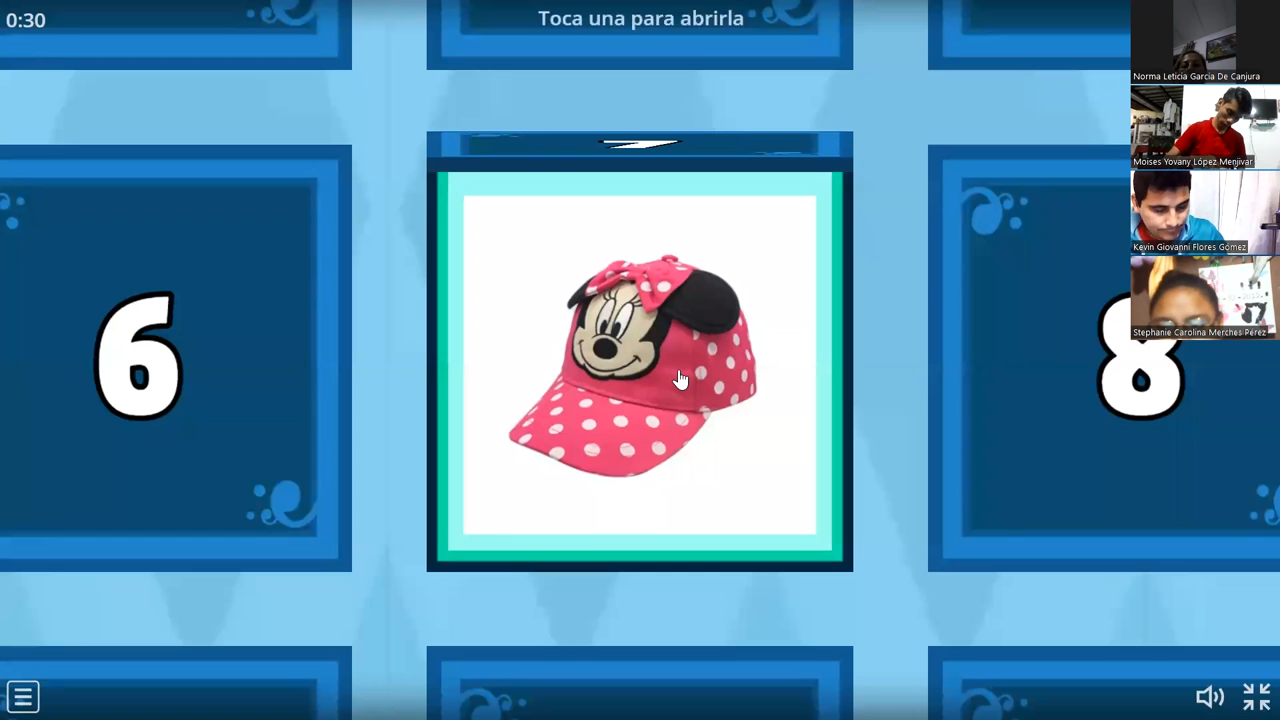 0:30
Toca una para abrirla
Norma Leticia Garcia De Canjura
Moises Yovany López Menjivar
Kevin Giovanni Flores Gómez
Stephanie Carolina Merches Perez
6
8